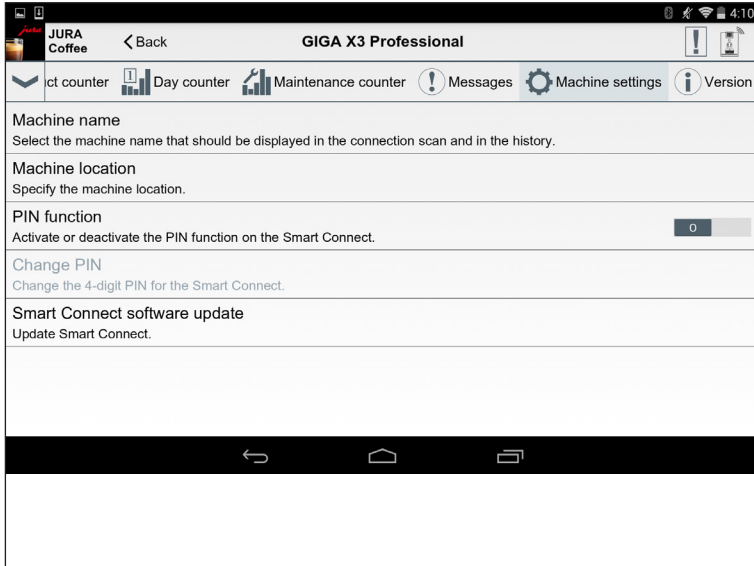 4:10
jura
JURA
Coffee
Back
GIGA X3 Professional
ct counter
1
Day counter
Maintenance counter
Messages
Machine settings
Version
Machine name
Select the machine name that should be displayed in the connection scan and in the history.
Machine location
Specify the machine location.
PIN function
Activate or deactivate the PIN function on the Smart Connect.
O
Change PIN
Change the 4-digit PIN for the Smart Connect.
Smart Connect software update
Update Smart Connect.